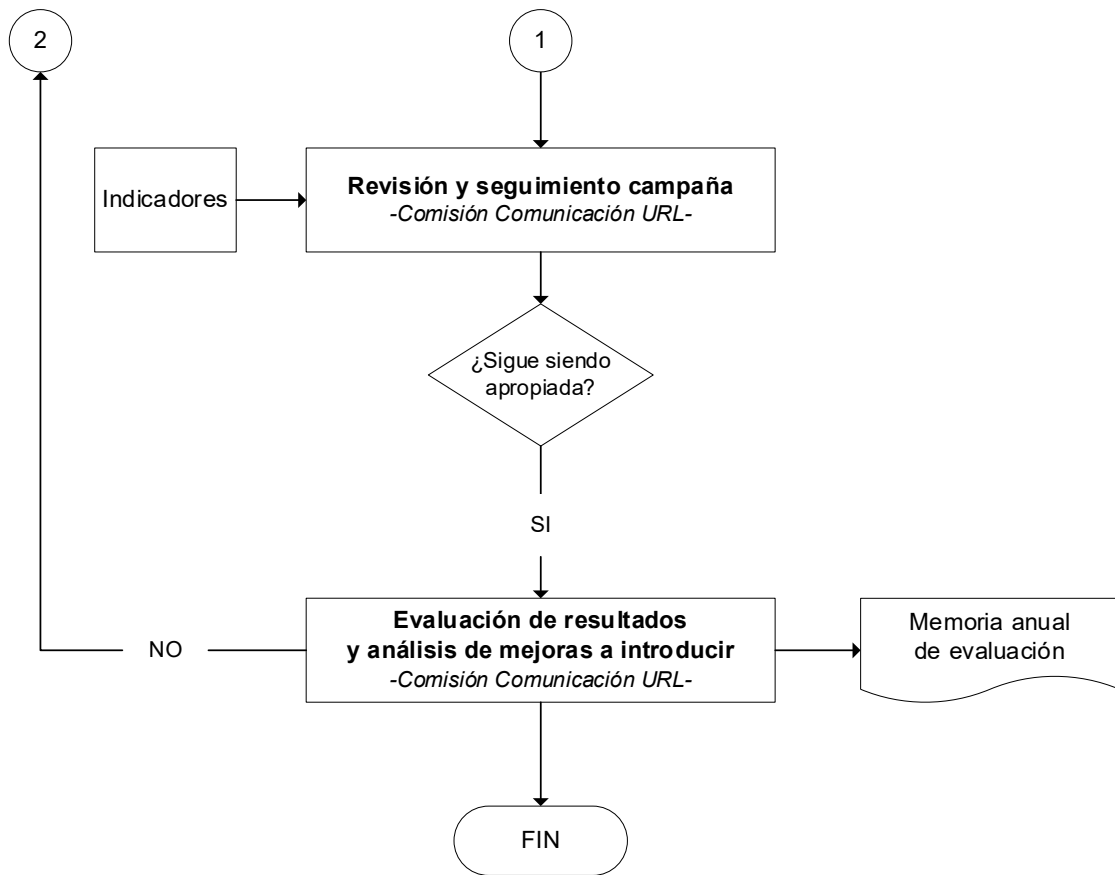 2
1
Indicadores
Revisión y seguimiento campaña
-Comisión Comunicación URL-
¿Sigue siendo
apropiada?
SI
NO
Evaluación de resultados
y análisis de mejoras a introducir
-Comisión Comunicación URL-
Memoria anual
de evaluación
FIN